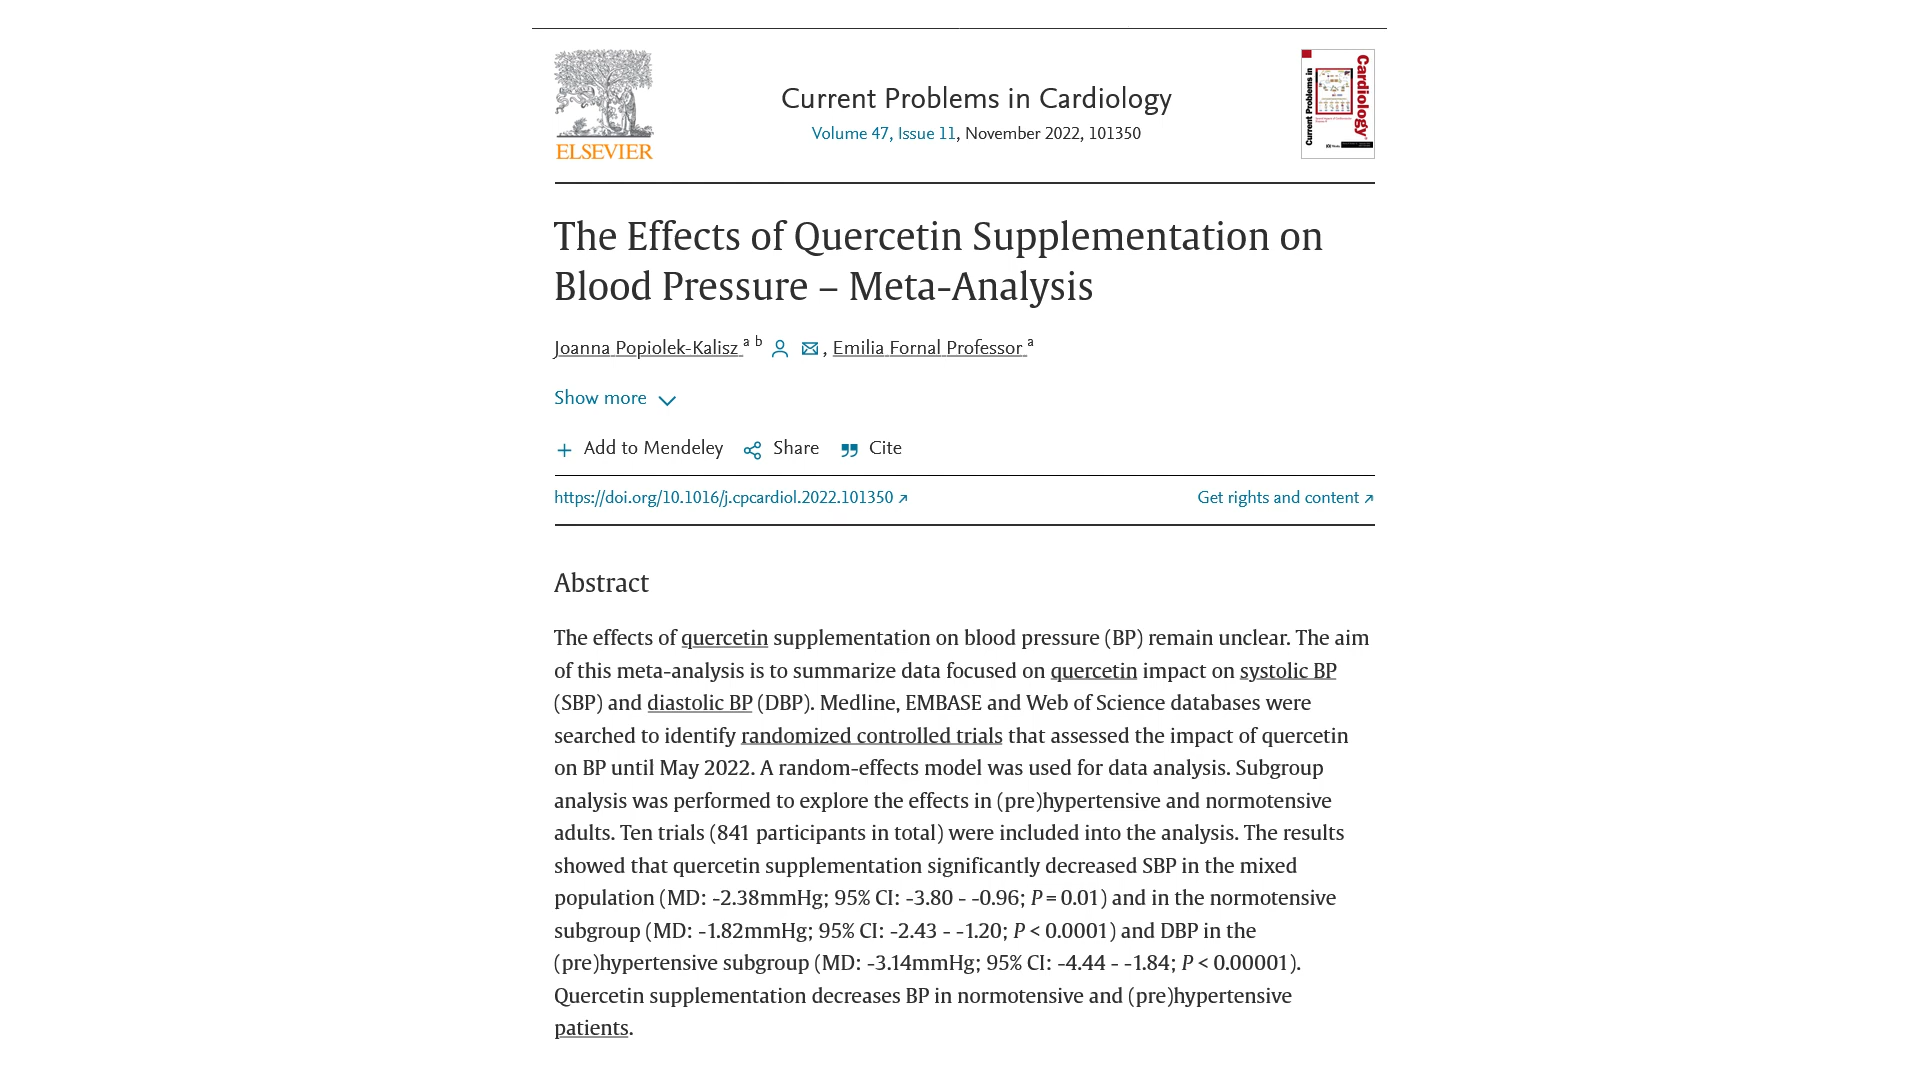 ELSEVIER
Current Problems in Cardiology
Volume 47, Issue 11, November 2022, 101350
Current Problems in
Cardiology
The Effects of Quercetin Supplementation on
Blood Pressure – Meta-Analysis
Joanna Popiolek-Kalisz a b , Emilia Fornal Professor a
Show more
Add to Mendeley Share Cite
https://doi.org/10.1016/j.cpcardiol.2022.101350 Get rights and content
Abstract
The effects of quercetin supplementation on blood pressure (BP) remain unclear. The aim
of this meta-analysis is to summarize data focused on quercetin impact on systolic BP
(SBP) and diastolic BP (DBP). Medline, EMBASE and Web of Science databases were
searched to identify randomized controlled trials that assessed the impact of quercetin
on BP until May 2022. A random-effects model was used for data analysis. Subgroup
analysis was performed to explore the effects in (pre)hypertensive and normotensive
adults. Ten trials (841 participants in total) were included into the analysis. The results
showed that quercetin supplementation significantly decreased SBP in the mixed
population (MD: -2.38mmHg; 95% CI: -3.80 - -0.96; P = 0.01) and in the normotensive
subgroup (MD: -1.82mmHg; 95% CI: -2.43 - -1.20; P < 0.0001) and DBP in the
(pre)hypertensive subgroup (MD: -3.14mmHg; 95% CI: -4.44 - -1.84; P < 0.00001).
Quercetin supplementation decreases BP in normotensive and (pre)hypertensive
patients.